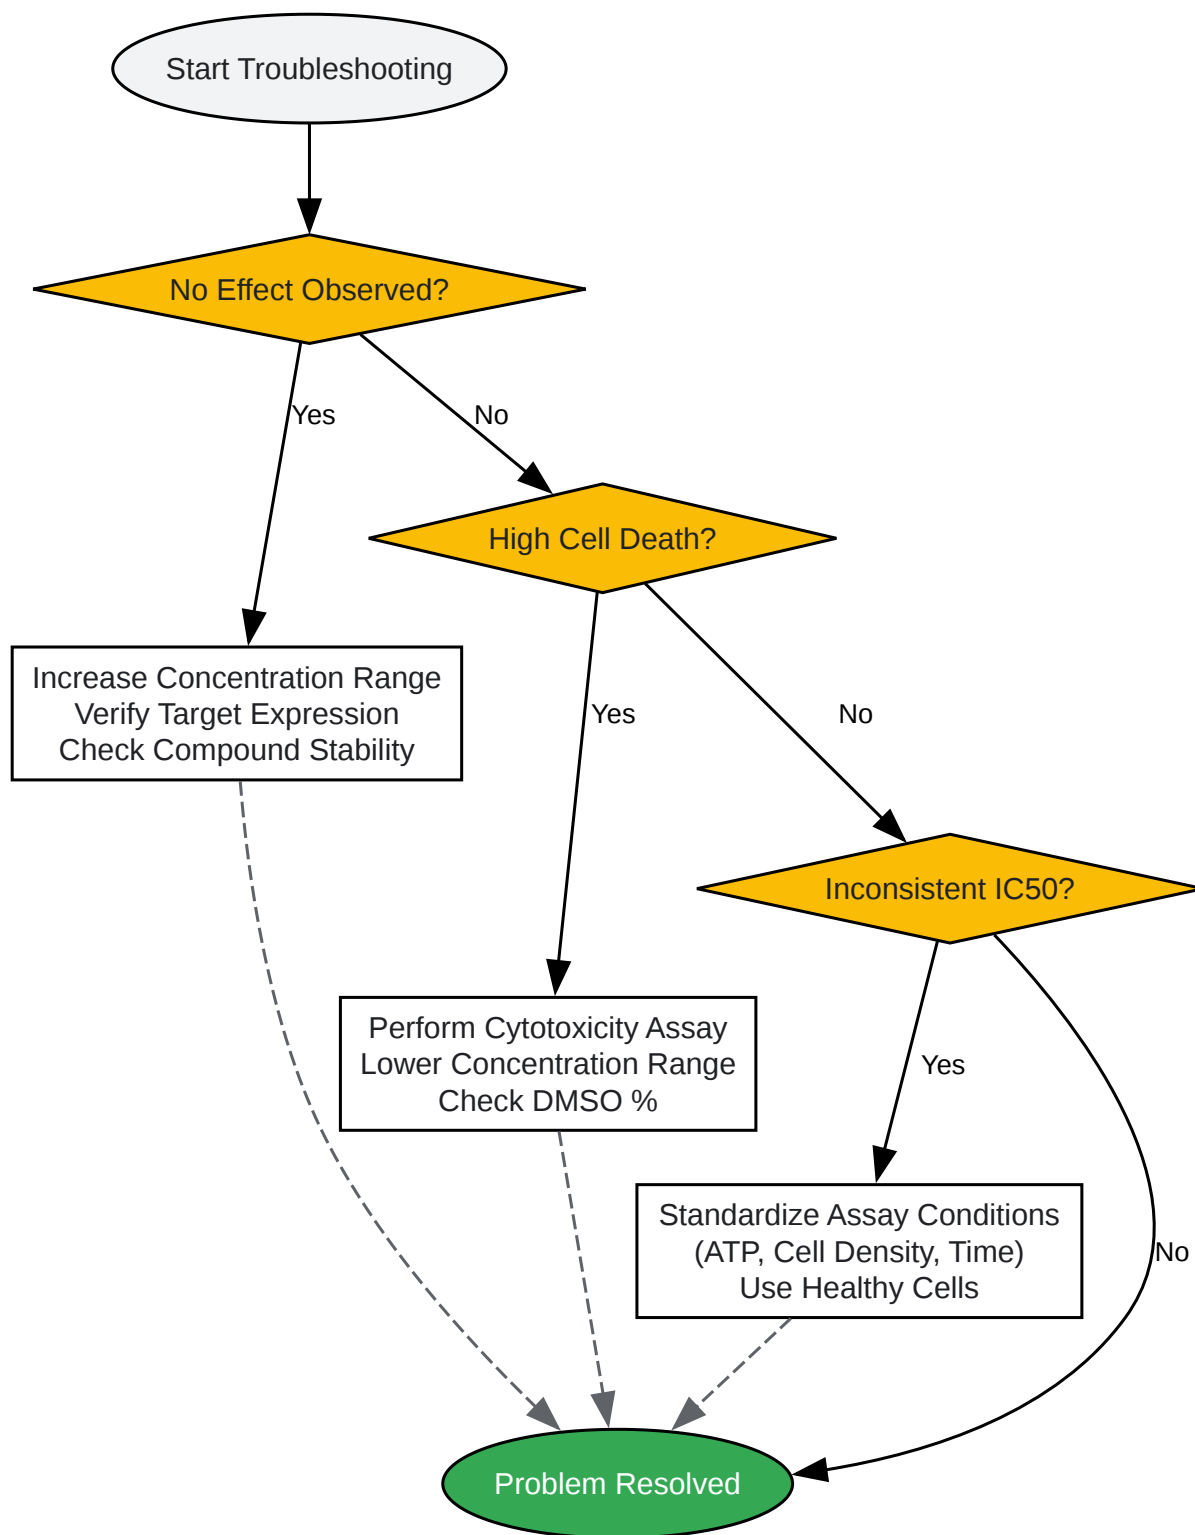 Start Troubleshooting
No Effect Observed?
Yes
No
High Cell Death?
Increase Concentration Range
Verify Target Expression
Check Compound Stability
Yes
No
Inconsistent IC50?
Perform Cytotoxicity Assay
Lower Concentration Range
Check DMSO %
Yes
Standardize Assay Conditions
(ATP, Cell Density, Time)
Use Healthy Cells
No
Problem Resolved